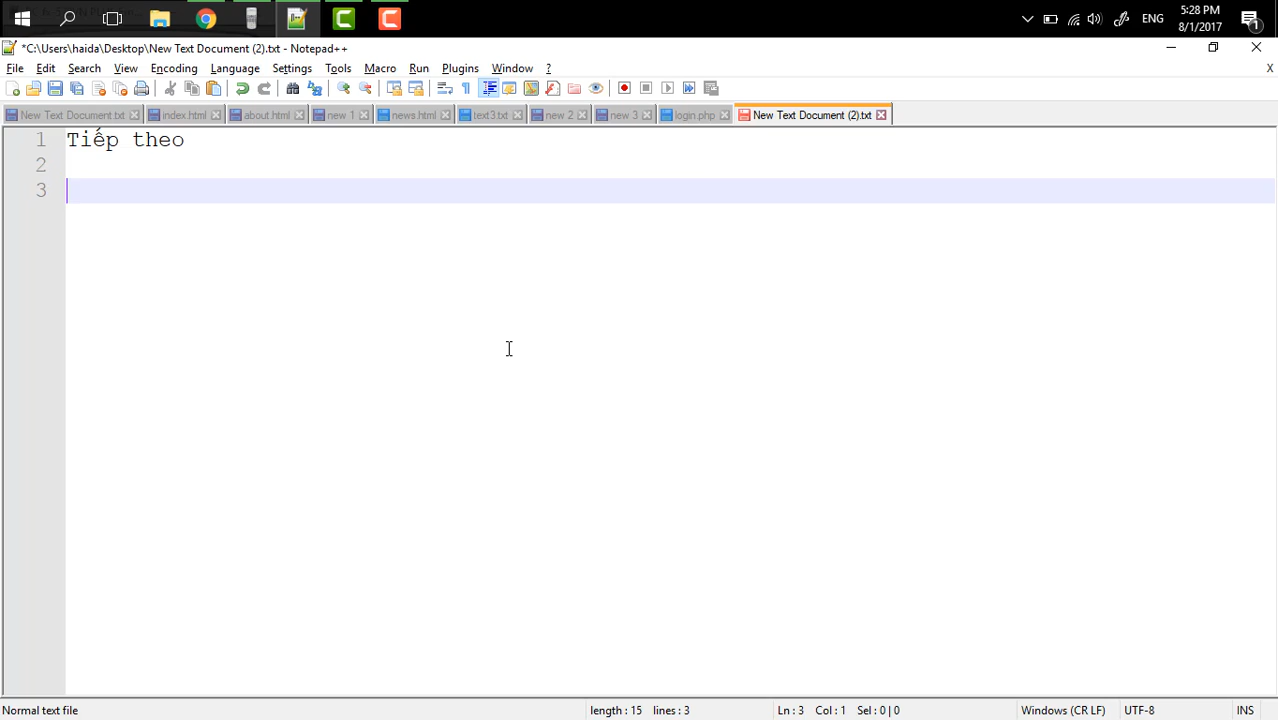 5:28 PM
ENG
8/1/2017
1
*C:\Users\haida\Desktop\New Text Document (2).txt - Notepad++
File Edit Search View Encoding Language Settings Tools Macro Run Plugins Window ? X
New Text Document.txt index.html about.html new 1 news.html text3.txt new 2 new 3 login.php New Text Document (2).txt
1 Tiếp theo
2
3
Normal text file length : 15 lines : 3 Ln : 3 Col : 1 Sel : 0 | 0 Windows (CR LF) UTF-8 INS